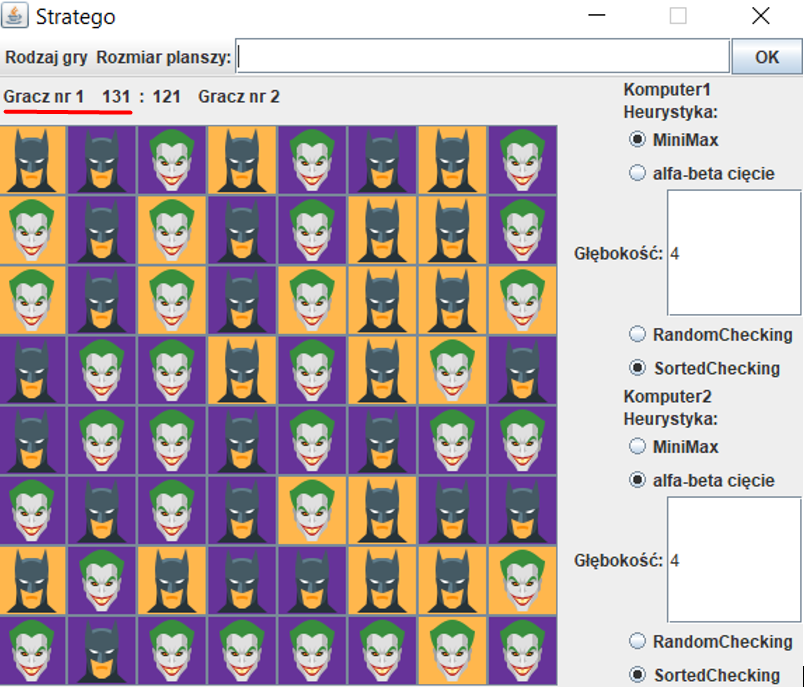 Stratego
Rodzaj gry Rozmiar planszy: OK
Gracz nr 1 131 : 121 Gracz nr 2
Komputer1
Heurystyka:
MiniMax
alfa-beta cięcie
Głębokość: 4
RandomChecking
SortedChecking
Komputer2
Heurystyka:
MiniMax
alfa-beta cięcie
Głębokość: 4
RandomChecking
SortedChecking